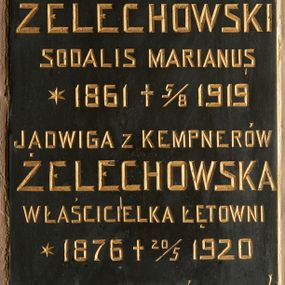 ŻELECHOWSKI
SODALIS MARIANUS
* 1861 + 5/8 1919
JADWIGA z KEMPNERÓW
ŻELECHOWSKA
WŁAŚCICIELKA ŁĘTOWNI
* 1876 + 20/5 1920